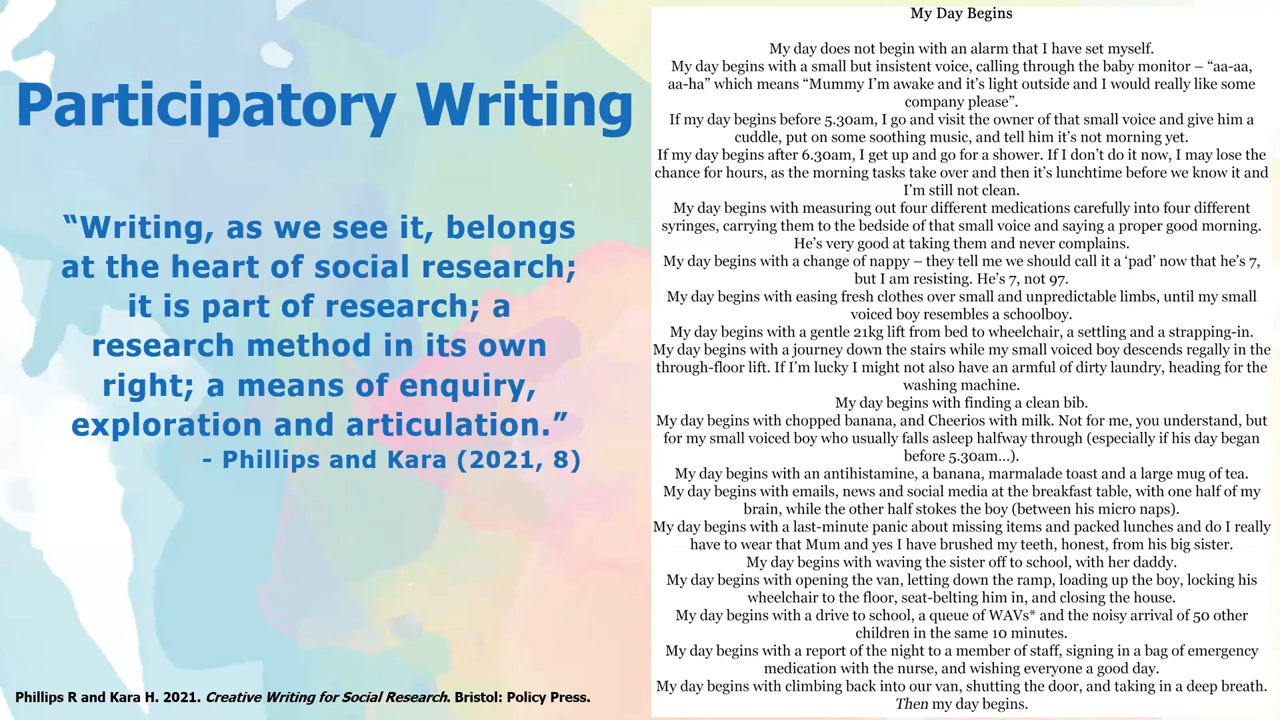 Participatory Writing
“Writing, as we see it, belongs
at the heart of social research;
it is part of research; a
research method in its own
right; a means of enquiry,
exploration and articulation.”
- Phillips and Kara (2021, 8)
Phillips R and Kara H. 2021. Creative Writing for Social Research. Bristol: Policy Press.
My Day Begins
My day does not begin with an alarm that I have set myself.
My day begins with a small but insistent voice, calling through the baby monitor – “aa-aa,
aa-ha” which means “Mummy I’m awake and it’s light outside and I would really like some
company please”.
If my day begins before 5.30am, I go and visit the owner of that small voice and give him a
cuddle, put on some soothing music, and tell him it’s not morning yet.
If my day begins after 6.30am, I get up and go for a shower. If I don’t do it now, I may lose the
chance for hours, as the morning tasks take over and then it’s lunchtime before we know it and
I’m still not clean.
My day begins with measuring out four different medications carefully into four different
syringes, carrying them to the bedside of that small voice and saying a proper good morning.
He’s very good at taking them and never complains.
My day begins with a change of nappy – they tell me we should call it a ‘pad’ now that he’s 7,
but I am resisting. He’s 7, not 97.
My day begins with easing fresh clothes over small and unpredictable limbs, until my small
voiced boy resembles a schoolboy.
My day begins with a gentle 21kg lift from bed to wheelchair, a settling and a strapping-in.
My day begins with a journey down the stairs while my small voiced boy descends regally in the
through-floor lift. If I’m lucky I might not also have an armful of dirty laundry, heading for the
washing machine.
My day begins with finding a clean bib.
My day begins with chopped banana, and Cheerios with milk. Not for me, you understand, but
for my small voiced boy who usually falls asleep halfway through (especially if his day began
before 5.30am…).
My day begins with an antihistamine, a banana, marmalade toast and a large mug of tea.
My day begins with emails, news and social media at the breakfast table, with one half of my
brain, while the other half stokes the boy (between his micro naps).
My day begins with a last-minute panic about missing items and packed lunches and do I really
have to wear that Mum and yes I have brushed my teeth, honest, from his big sister.
My day begins with waving the sister off to school, with her daddy.
My day begins with opening the van, letting down the ramp, loading up the boy, locking his
wheelchair to the floor, seat-belting him in, and closing the house.
My day begins with a drive to school, a queue of WAVs* and the noisy arrival of 50 other
children in the same 10 minutes.
My day begins with a report of the night to a member of staff, signing in a bag of emergency
medication with the nurse, and wishing everyone a good day.
My day begins with climbing back into our van, shutting the door, and taking in a deep breath.
Then my day begins.